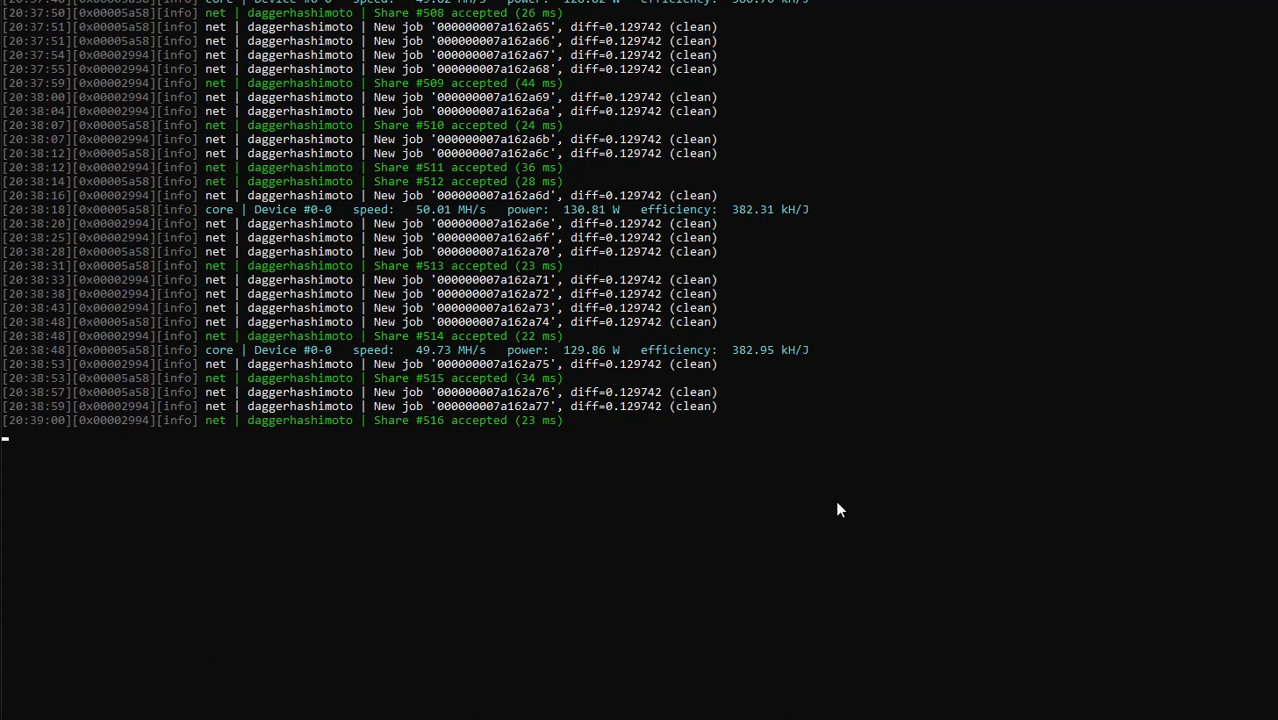 [20:37:50][0x00002994][info] net | daggerhashimoto | Share #508 accepted (26 ms)
[20:37:51][0x00002994][info] net | daggerhashimoto | New job '000000007a162a65', diff=0.129742 (clean)
[20:37:51][0x00002994][info] net | daggerhashimoto | New job '000000007a162a66', diff=0.129742 (clean)
[20:37:54][0x00002994][info] net | daggerhashimoto | New job '000000007a162a67', diff=0.129742 (clean)
[20:37:55][0x00002994][info] net | daggerhashimoto | New job '000000007a162a68', diff=0.129742 (clean)
[20:37:59][0x00002994][info] net | daggerhashimoto | Share #509 accepted (44 ms)
[20:38:00][0x00002994][info] net | daggerhashimoto | New job '000000007a162a69', diff=0.129742 (clean)
[20:38:04][0x00002994][info] net | daggerhashimoto | New job '000000007a162a6a', diff=0.129742 (clean)
[20:38:07][0x00002994][info] net | daggerhashimoto | Share #510 accepted (24 ms)
[20:38:07][0x00002994][info] net | daggerhashimoto | New job '000000007a162a6b', diff=0.129742 (clean)
[20:38:12][0x00002994][info] net | daggerhashimoto | New job '000000007a162a6c', diff=0.129742 (clean)
[20:38:12][0x00002994][info] net | daggerhashimoto | Share #511 accepted (36 ms)
[20:38:14][0x00002994][info] net | daggerhashimoto | Share #512 accepted (28 ms)
[20:38:16][0x00002994][info] net | daggerhashimoto | New job '000000007a162a6d', diff=0.129742 (clean)
[20:38:18][0x00005a58][info] core | Device #0-0 speed: 50.01 MH/s power: 130.81 W efficiency: 382.31 kH/J
[20:38:20][0x00002994][info] net | daggerhashimoto | New job '000000007a162a6e', diff=0.129742 (clean)
[20:38:25][0x00002994][info] net | daggerhashimoto | New job '000000007a162a6f', diff=0.129742 (clean)
[20:38:28][0x00002994][info] net | daggerhashimoto | New job '000000007a162a70', diff=0.129742 (clean)
[20:38:31][0x00005a58][info] net | daggerhashimoto | Share #513 accepted (23 ms)
[20:38:33][0x00002994][info] net | daggerhashimoto | New job '000000007a162a71', diff=0.129742 (clean)
[20:38:38][0x00002994][info] net | daggerhashimoto | New job '000000007a162a72', diff=0.129742 (clean)
[20:38:43][0x00005a58][info] net | daggerhashimoto | New job '000000007a162a73', diff=0.129742 (clean)
[20:38:48][0x00002994][info] net | daggerhashimoto | New job '000000007a162a74', diff=0.129742 (clean)
[20:38:48][0x00002994][info] net | daggerhashimoto | Share #514 accepted (22 ms)
[20:38:48][0x00005a58][info] core | Device #0-0 speed: 49.73 MH/s power: 129.86 W efficiency: 382.95 kH/J
[20:38:53][0x00002994][info] net | daggerhashimoto | New job '000000007a162a75', diff=0.129742 (clean)
[20:38:53][0x00005a58][info] net | daggerhashimoto | Share #515 accepted (34 ms)
[20:38:57][0x00002994][info] net | daggerhashimoto | New job '000000007a162a76', diff=0.129742 (clean)
[20:38:59][0x00002994][info] net | daggerhashimoto | New job '000000007a162a77', diff=0.129742 (clean)
[20:39:00][0x00002994][info] net | daggerhashimoto | Share #516 accepted (23 ms)